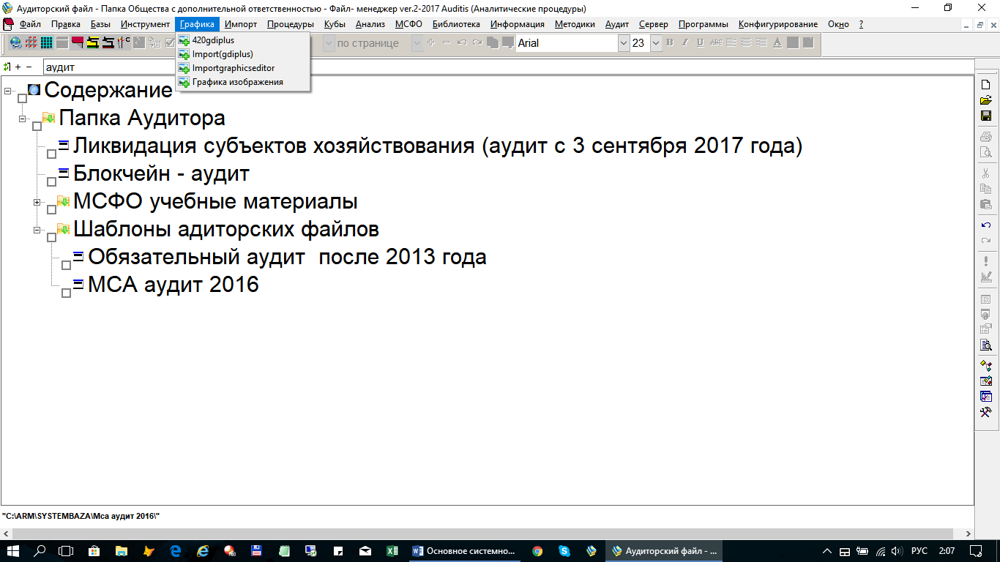 Аудиторский файл - Папка Общества с дополнительной ответственностью - Файл- менеджер ver.2-2017 Auditis (Аналитические процедуры)
Файл Правка Базы Инструмент Графика Импорт Процедуры Кубы Анализ МСФО Библиотека Информация Методики Аудит Сервер Программы Конфигурирование Окно ?
по странице Arial 23 B I U
420gdiplus
Import(gdiplus)
Importgraphicseditor
Графика изображения
+ − аудит
Содержание
Папка Аудитора
Ликвидация субъектов хозяйствования (аудит с 3 сентября 2017 года)
Блокчейн - аудит
МСФО учебные материалы
Шаблоны адиторских файлов
Обязательный аудит  после 2013 года
МСА аудит 2016
"C:\ARM\SYSTEMBAZA\Мса аудит 2016\"
Основное системно... Аудиторский файл - ... РУС 2:07